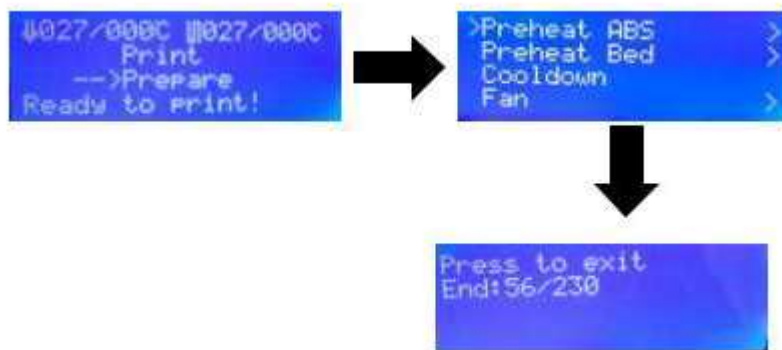 027/000C 027/000C
Print
-->Prepare
Ready to print!
>Preheat ABS >
Preheat Bed >
Cooldown
Fan >
Press to exit
End:56/230